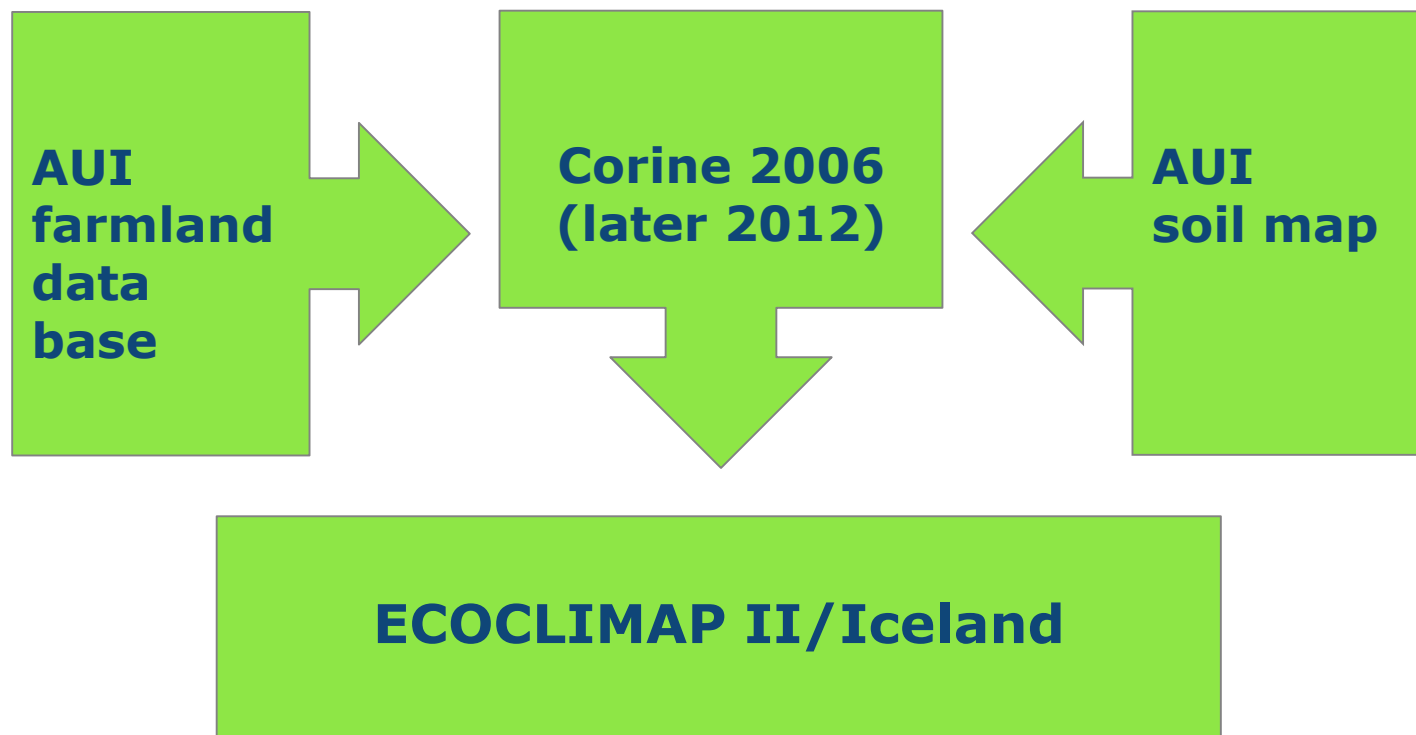 AUI
farmland
data
base
Corine 2006
(later 2012)
AUI
soil map
ECOCLIMAP II/Iceland